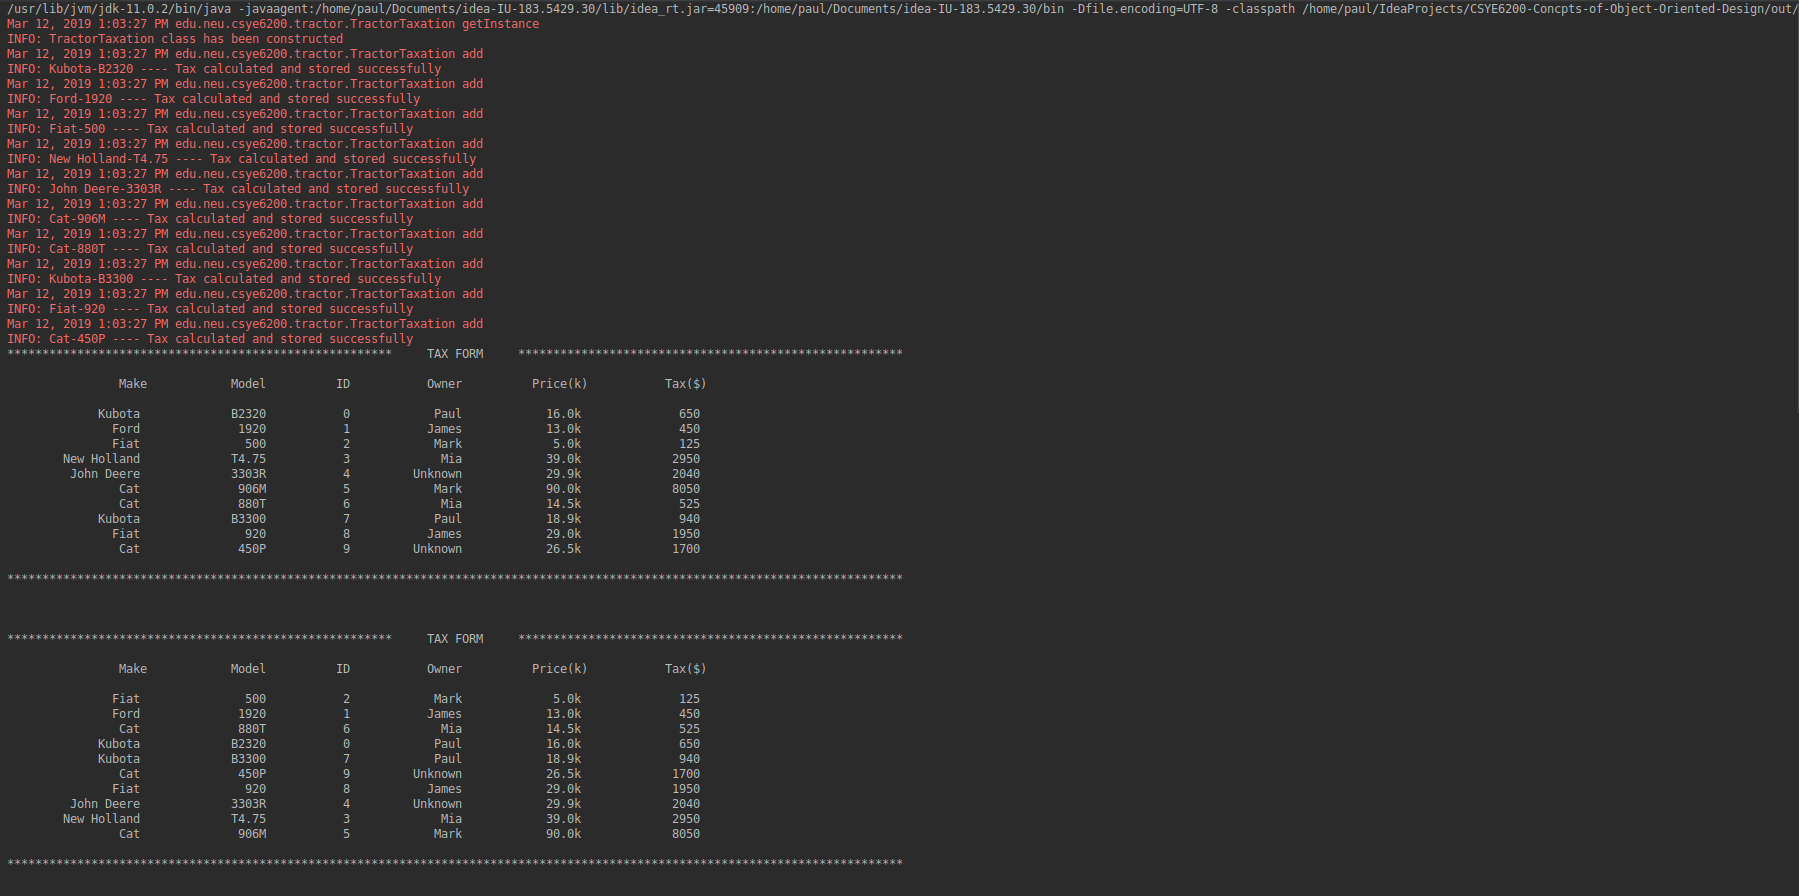 /usr/lib/jvm/jdk-11.0.2/bin/java -javaagent:/home/paul/Documents/idea-IU-183.5429.30/lib/idea_rt.jar=45909:/home/paul/Documents/idea-IU-183.5429.30/bin -Dfile.encoding=UTF-8 -classpath /home/paul/IdeaProjects/CSYE6200-Concpts-of-Object-Oriented-Design/out/
Mar 12, 2019 1:03:27 PM edu.neu.csye6200.tractor.TractorTaxation getInstance
INFO: TractorTaxation class has been constructed
Mar 12, 2019 1:03:27 PM edu.neu.csye6200.tractor.TractorTaxation add
INFO: Kubota-B2320 ---- Tax calculated and stored successfully
Mar 12, 2019 1:03:27 PM edu.neu.csye6200.tractor.TractorTaxation add
INFO: Ford-1920 ---- Tax calculated and stored successfully
Mar 12, 2019 1:03:27 PM edu.neu.csye6200.tractor.TractorTaxation add
INFO: Fiat-500 ---- Tax calculated and stored successfully
Mar 12, 2019 1:03:27 PM edu.neu.csye6200.tractor.TractorTaxation add
INFO: New Holland-T4.75 ---- Tax calculated and stored successfully
Mar 12, 2019 1:03:27 PM edu.neu.csye6200.tractor.TractorTaxation add
INFO: John Deere-3303R ---- Tax calculated and stored successfully
Mar 12, 2019 1:03:27 PM edu.neu.csye6200.tractor.TractorTaxation add
INFO: Cat-906M ---- Tax calculated and stored successfully
Mar 12, 2019 1:03:27 PM edu.neu.csye6200.tractor.TractorTaxation add
INFO: Cat-880T ---- Tax calculated and stored successfully
Mar 12, 2019 1:03:27 PM edu.neu.csye6200.tractor.TractorTaxation add
INFO: Kubota-B3300 ---- Tax calculated and stored successfully
Mar 12, 2019 1:03:27 PM edu.neu.csye6200.tractor.TractorTaxation add
INFO: Fiat-920 ---- Tax calculated and stored successfully
Mar 12, 2019 1:03:27 PM edu.neu.csye6200.tractor.TractorTaxation add
INFO: Cat-450P ---- Tax calculated and stored successfully
*******************************************************     TAX FORM     *******************************************************
Make Model ID Owner Price(k) Tax($)
Kubota B2320 0 Paul 16.0k 650
Ford 1920 1 James 13.0k 450
Fiat 500 2 Mark 5.0k 125
New Holland T4.75 3 Mia 39.0k 2950
John Deere 3303R 4 Unknown 29.9k 2040
Cat 906M 5 Mark 90.0k 8050
Cat 880T 6 Mia 14.5k 525
Kubota B3300 7 Paul 18.9k 940
Fiat 920 8 James 29.0k 1950
Cat 450P 9 Unknown 26.5k 1700
********************************************************************************************************************************
*******************************************************     TAX FORM     *******************************************************
Make Model ID Owner Price(k) Tax($)
Fiat 500 2 Mark 5.0k 125
Ford 1920 1 James 13.0k 450
Cat 880T 6 Mia 14.5k 525
Kubota B2320 0 Paul 16.0k 650
Kubota B3300 7 Paul 18.9k 940
Cat 450P 9 Unknown 26.5k 1700
Fiat 920 8 James 29.0k 1950
John Deere 3303R 4 Unknown 29.9k 2040
New Holland T4.75 3 Mia 39.0k 2950
Cat 906M 5 Mark 90.0k 8050
********************************************************************************************************************************